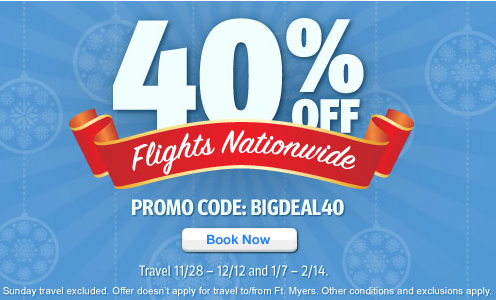 40%
OFF
Flights Nationwide
PROMO CODE: BIGDEAL40
Book Now
Travel 11/28 – 12/12 and 1/7 – 2/14.
Sunday travel excluded. Offer doesn't apply for travel to/from Ft. Myers. Other conditions and exclusions apply.